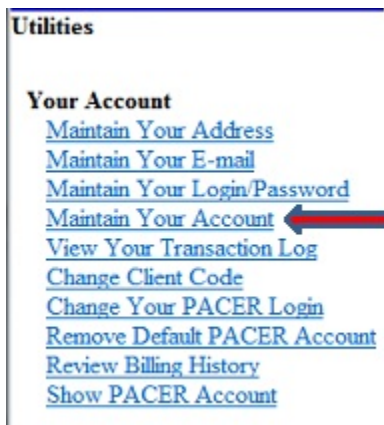 Utilities
Your Account
Maintain Your Address
Maintain Your E-mail
Maintain Your Login/Password
Maintain Your Account
View Your Transaction Log
Change Client Code
Change Your PACER Login
Remove Default PACER Account
Review Billing History
Show PACER Account